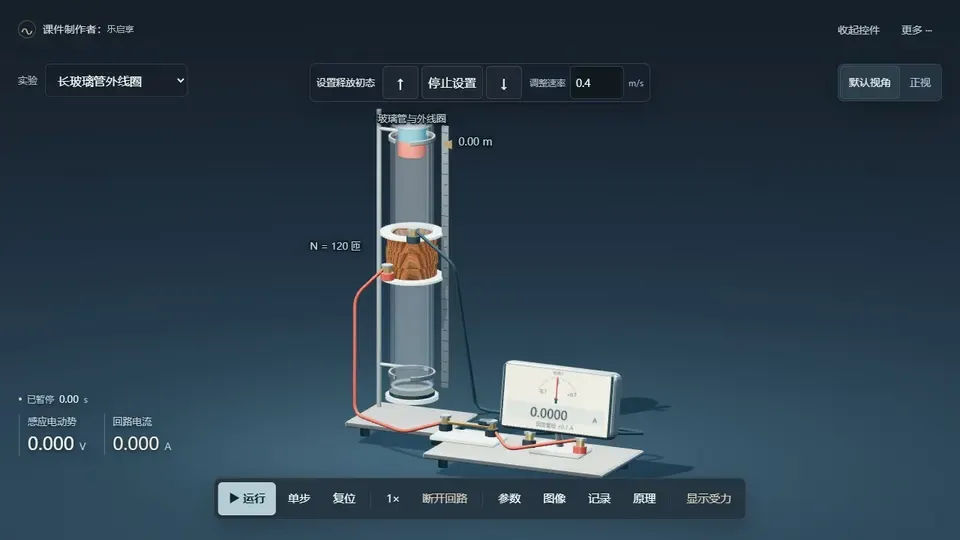 课件制作者：乐启享
收起控件
更多 ···
实验
长玻璃管外线圈
设置释放初态
↑
停止设置
↓
调整速率
0.4
m/s
默认视角
正视
玻璃管与外线圈
0.00 m
N = 120 匝
• 已暂停 0.00 s
感应电动势
0.000 V
回路电流
0.000 A
0.0000
A
▶ 运行
单步
复位
1×
断开回路
参数
图像
记录
原理
显示受力